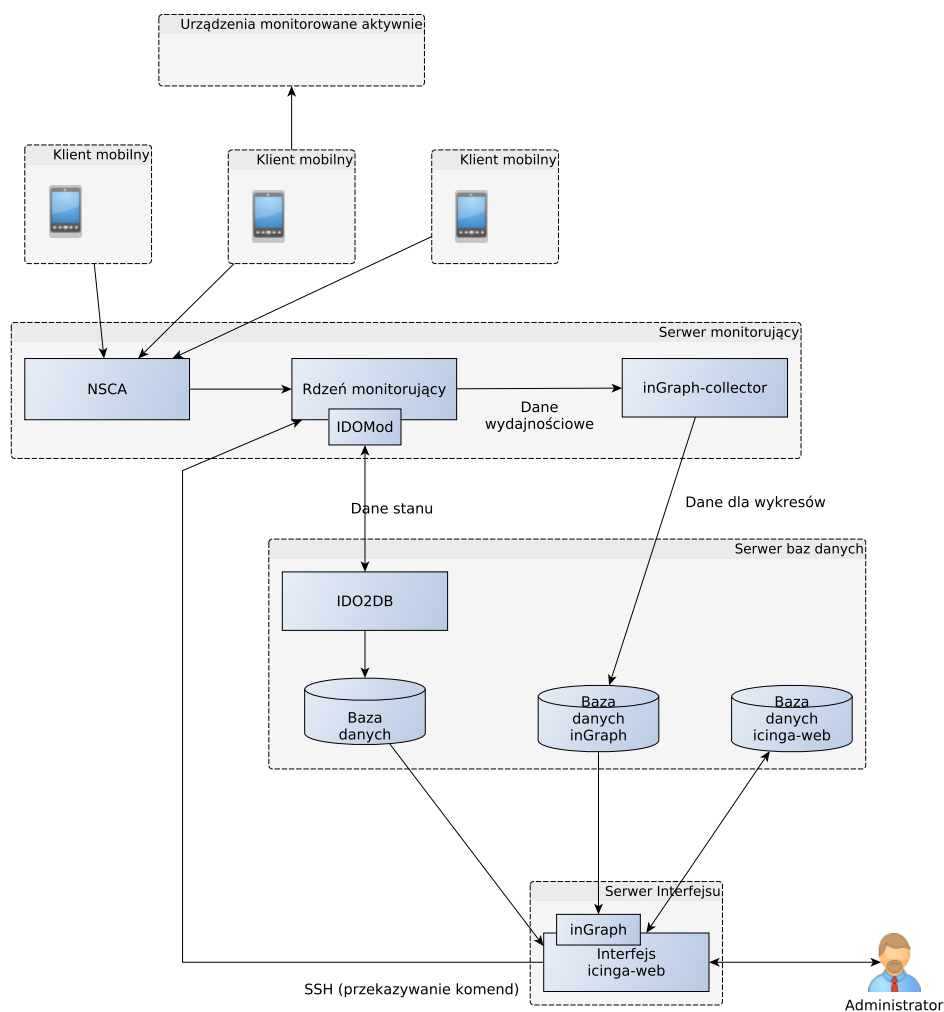 Urządzenia monitorowane aktywnie
Klient mobilny
Klient mobilny
Klient mobilny
Serwer monitorujący
NSCA
Rdzeń monitorujący
inGraph-collector
IDOMod
Dane
wydajnościowe
Dane stanu
Dane dla wykresów
Serwer baz danych
IDO2DB
Baza
danych
Baza
danych
inGraph
Baza
danych
icinga-web
Serwer Interfejsu
inGraph
Interfejs
icinga-web
SSH (przekazywanie komend)
Administrator